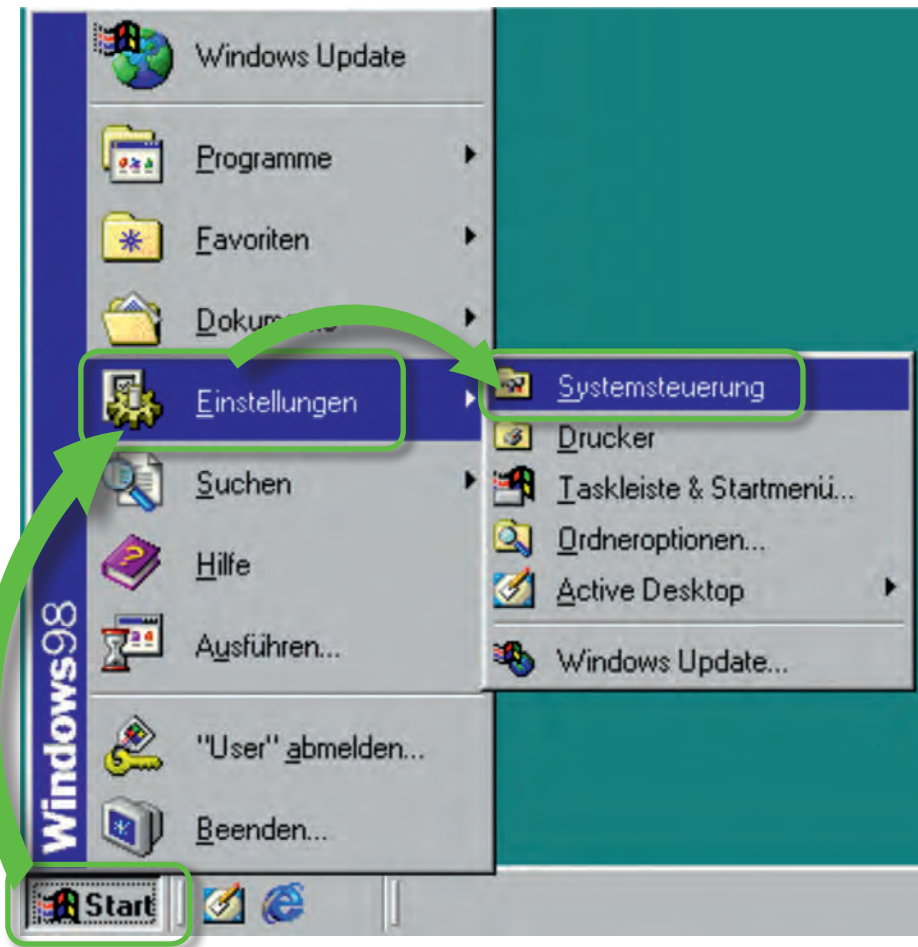 Windows Update
Programme
Favoriten
Einstellungen
Suchen
Hilfe
Ausführen...
"User" abmelden...
Beenden...
Windows98
Systemsteuerung
Drucker
Taskleiste & Startmenü...
Ordneroptionen...
Active Desktop
Windows Update...
Start